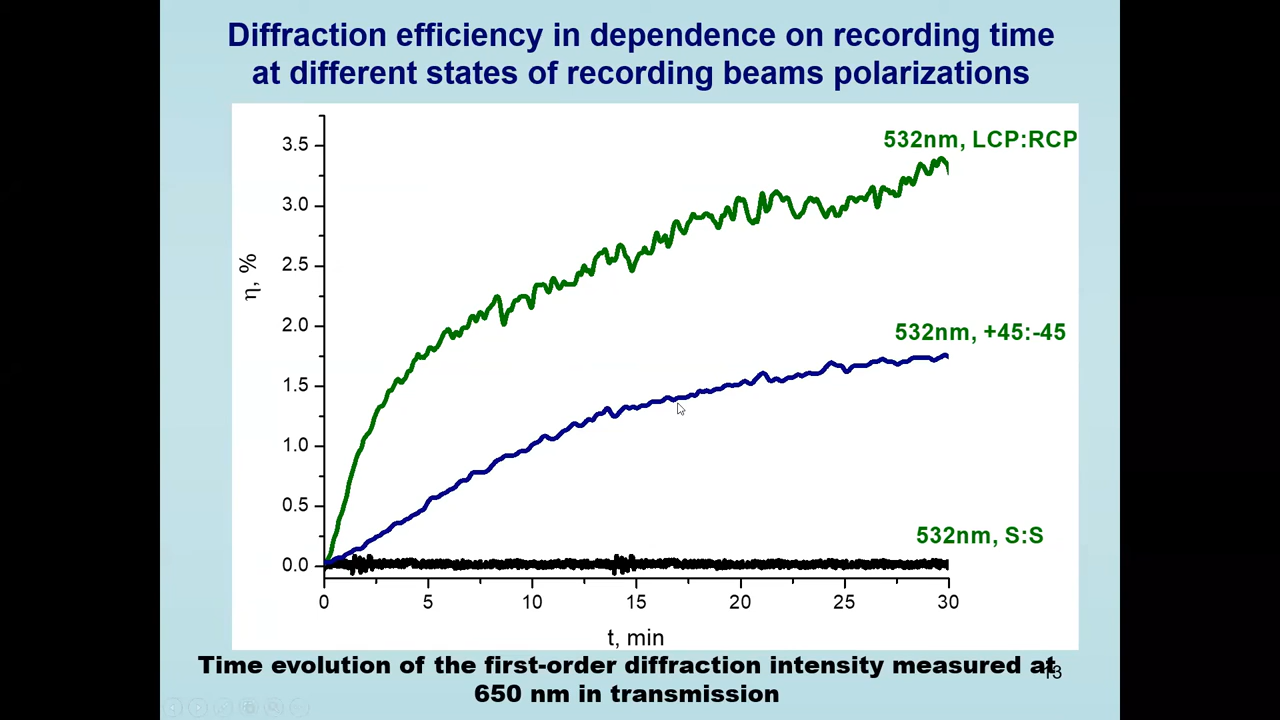 Diffraction efficiency in dependence on recording time
at different states of recording beams polarizations
η, %
3.5
3.0
2.5
2.0
1.5
1.0
0.5
0.0
532nm, LCP:RCP
532nm, +45:-45
532nm, S:S
0 5 10 15 20 25 30
t, min
Time evolution of the first-order diffraction intensity measured at
13
650 nm in transmission